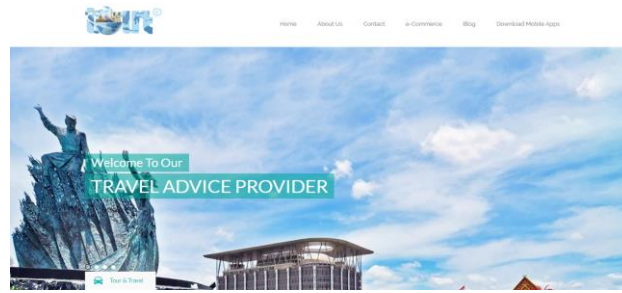 tour
Home About Us Contact e-Commerce Blog Download Mobile Apps
Welcome To Our
TRAVEL ADVICE PROVIDER
Tour & Travel